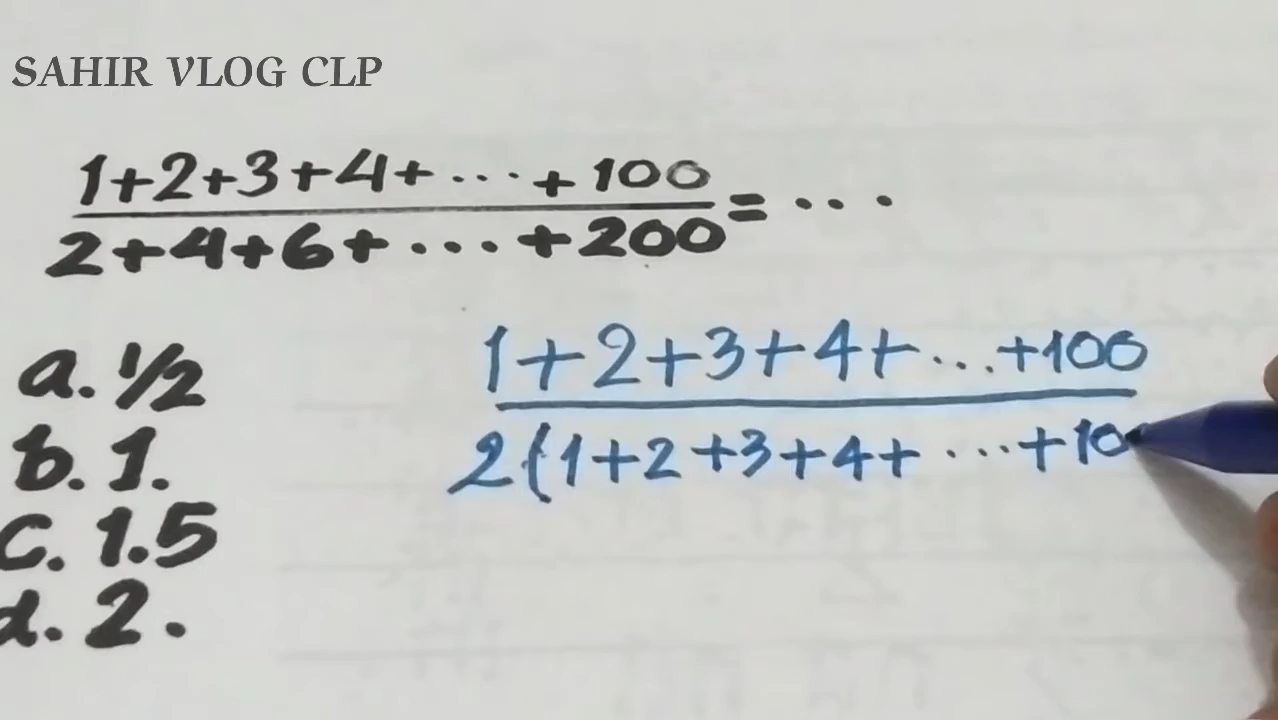 SAHIR VLOG CLP
1+2+3+4+...+100
2+4+6+...+200
= ...
a. 1/2
b. 1.
c. 1.5
d. 2.
1+2+3+4+...+100
2(1+2+3+4+...+10